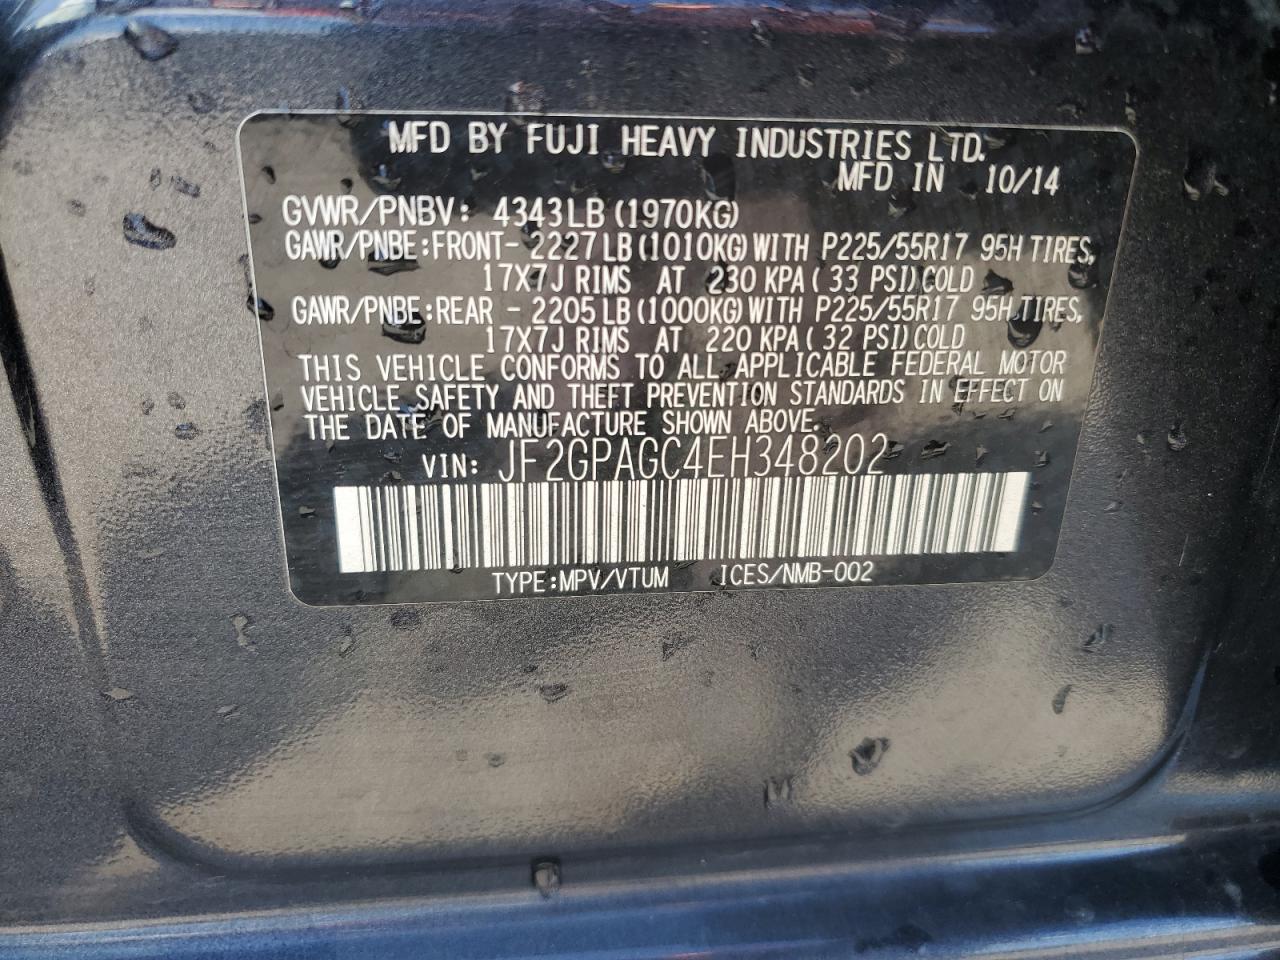 MFD BY FUJI HEAVY INDUSTRIES LTD.
MFD IN 10/14
GVWR/PNBV: 4343LB(1970KG)
GAWR/PNBE:FRONT- 2227LB(1010KG)WITH P225/55R17 95H TIRES,
17X7J RIMS AT 230 KPA( 33 PSI)COLD
GAWR/PNBE:REAR - 2205LB(1000KG)WITH P225/55R17 95H TIRES,
17X7J RIMS AT 220 KPA( 32 PSI)COLD
THIS VEHICLE CONFORMS TO ALL APPLICABLE FEDERAL MOTOR
VEHICLE SAFETY AND THEFT PREVENTION STANDARDS IN EFFECT ON
THE DATE OF MANUFACTURE SHOWN ABOVE.
VIN: JF2GPAGC4EH348202
TYPE:MPV/VTUM ICES/NMB-002